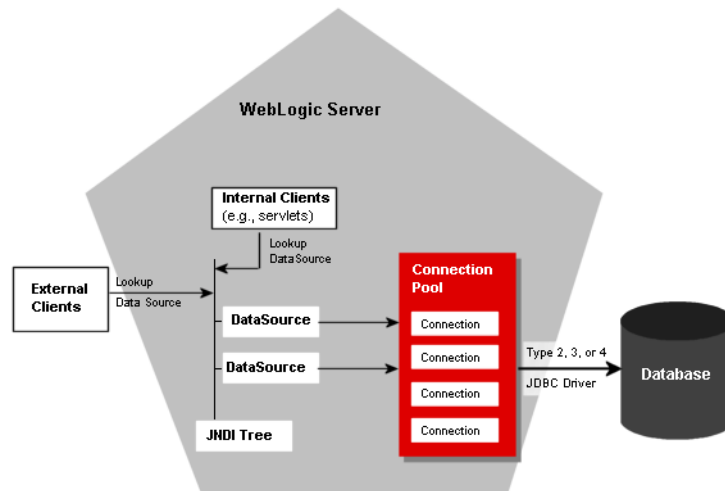 WebLogic Server
Internal Clients
(e.g., servlets)
Lookup
DataSource
External
Clients
Lookup
Data Source
Connection
Pool
DataSource
Connection
DataSource
Connection
Connection
Connection
Type 2, 3, or 4
JDBC Driver
Database
JNDI Tree